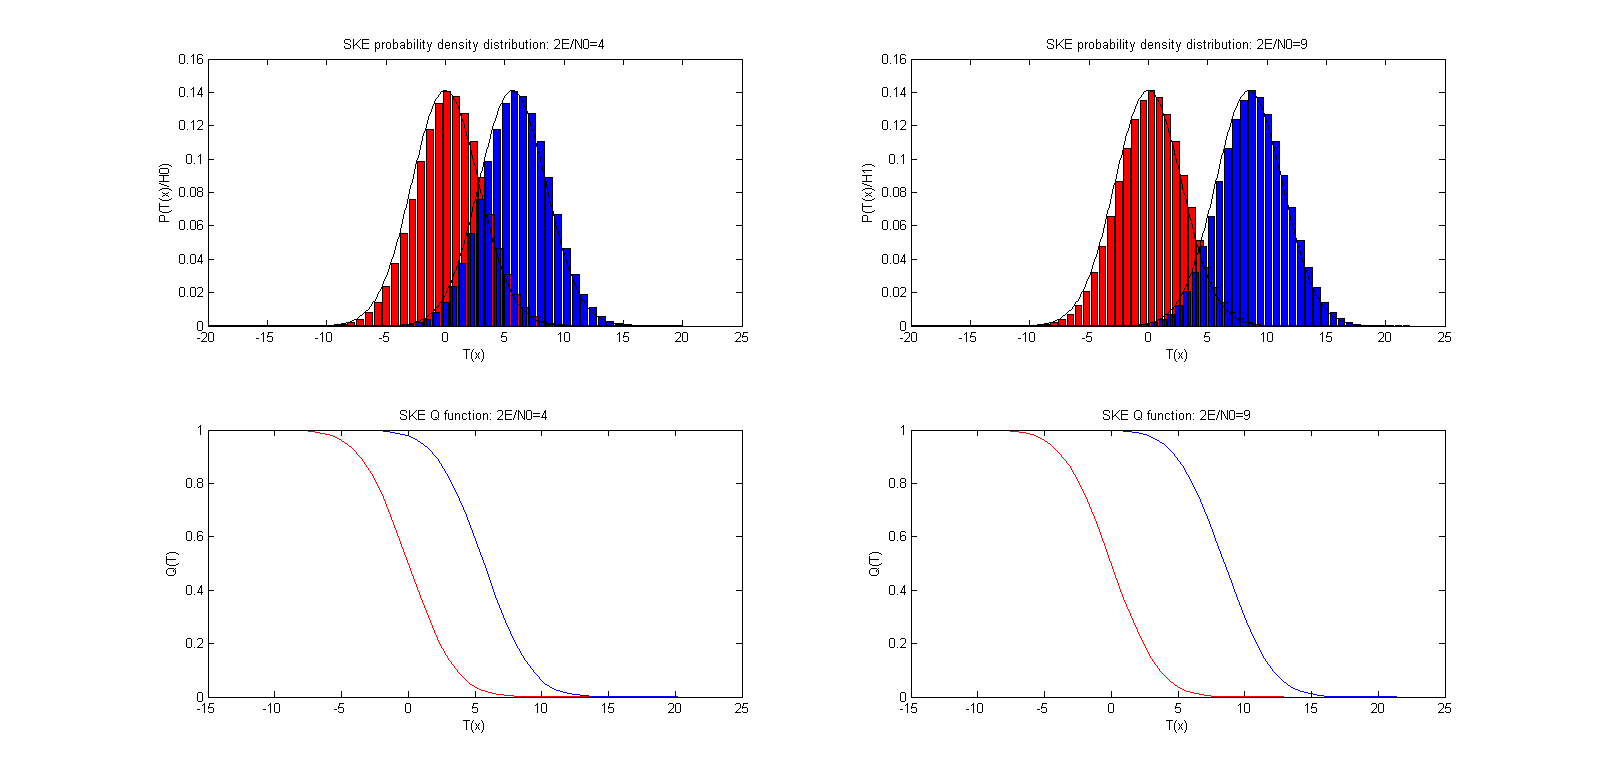 SKE probability density distribution: 2E/N0=4
0.16
0.14
0.12
0.1
0.08
0.06
0.04
0.02
0
P(T(x)/H0)
-20 -15 -10 -5 0 5 10 15 20 25
T(x)
SKE probability density distribution: 2E/N0=9
0.16
0.14
0.12
0.1
0.08
0.06
0.04
0.02
0
P(T(x)/H1)
-20 -15 -10 -5 0 5 10 15 20 25
T(x)
SKE Q function: 2E/N0=4
1
0.8
0.6
0.4
0.2
0
Q(T)
-15 -10 -5 0 5 10 15 20 25
T(x)
SKE Q function: 2E/N0=9
1
0.8
0.6
0.4
0.2
0
Q(T)
-15 -10 -5 0 5 10 15 20 25
T(x)